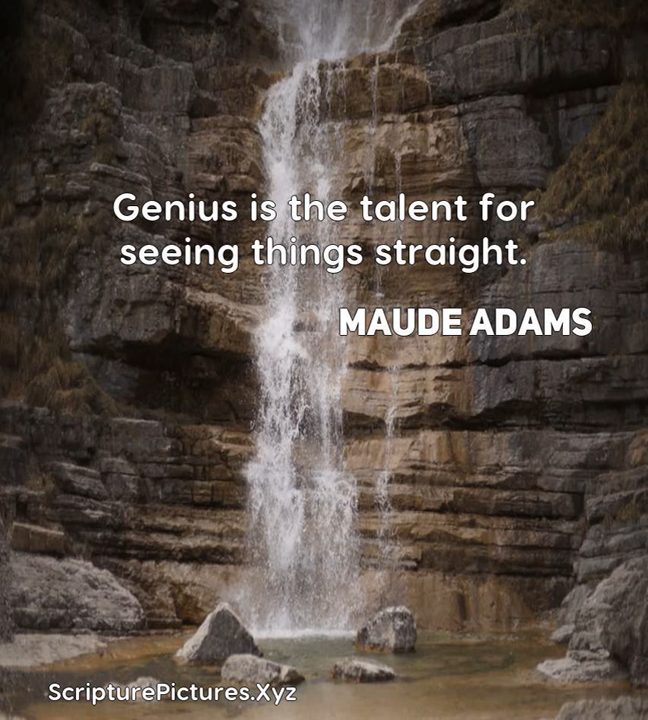 Genius is the talent for
seeing things straight.
MAUDE ADAMS
ScripturePictures.Xyz